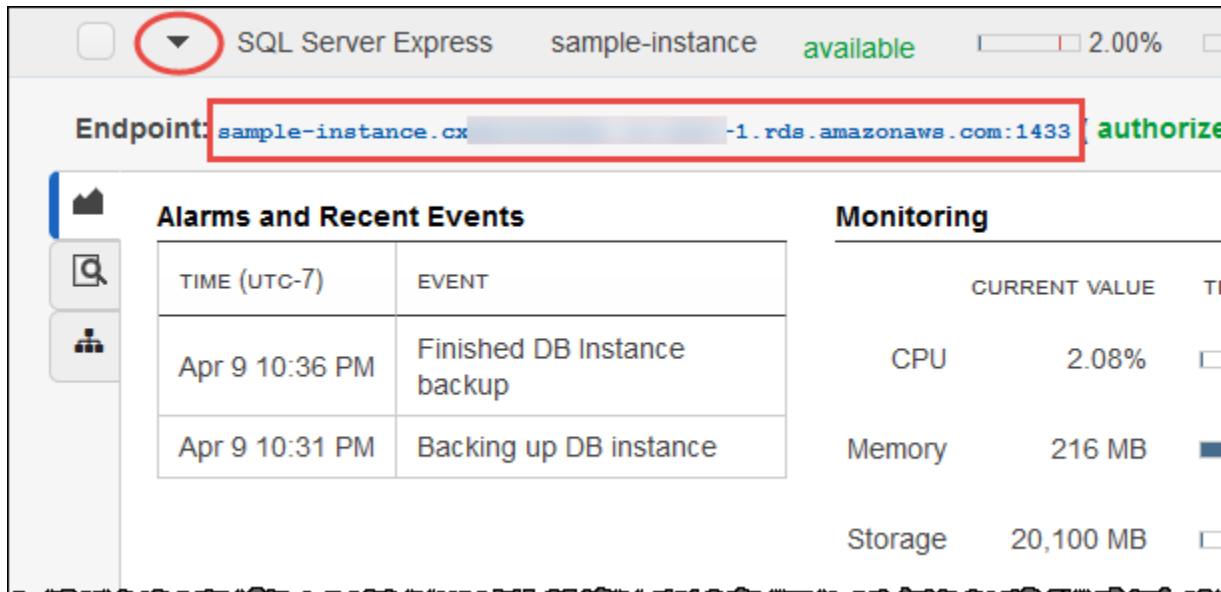 SQL Server Express sample-instance available 2.00%
Endpoint: sample-instance.cx -1.rds.amazonaws.com:1433 ( authorize
Alarms and Recent Events
TIME (UTC-7) EVENT
Apr 9 10:36 PM Finished DB Instance
backup
Apr 9 10:31 PM Backing up DB instance
Monitoring
CURRENT VALUE
CPU 2.08%
Memory 216 MB
Storage 20,100 MB